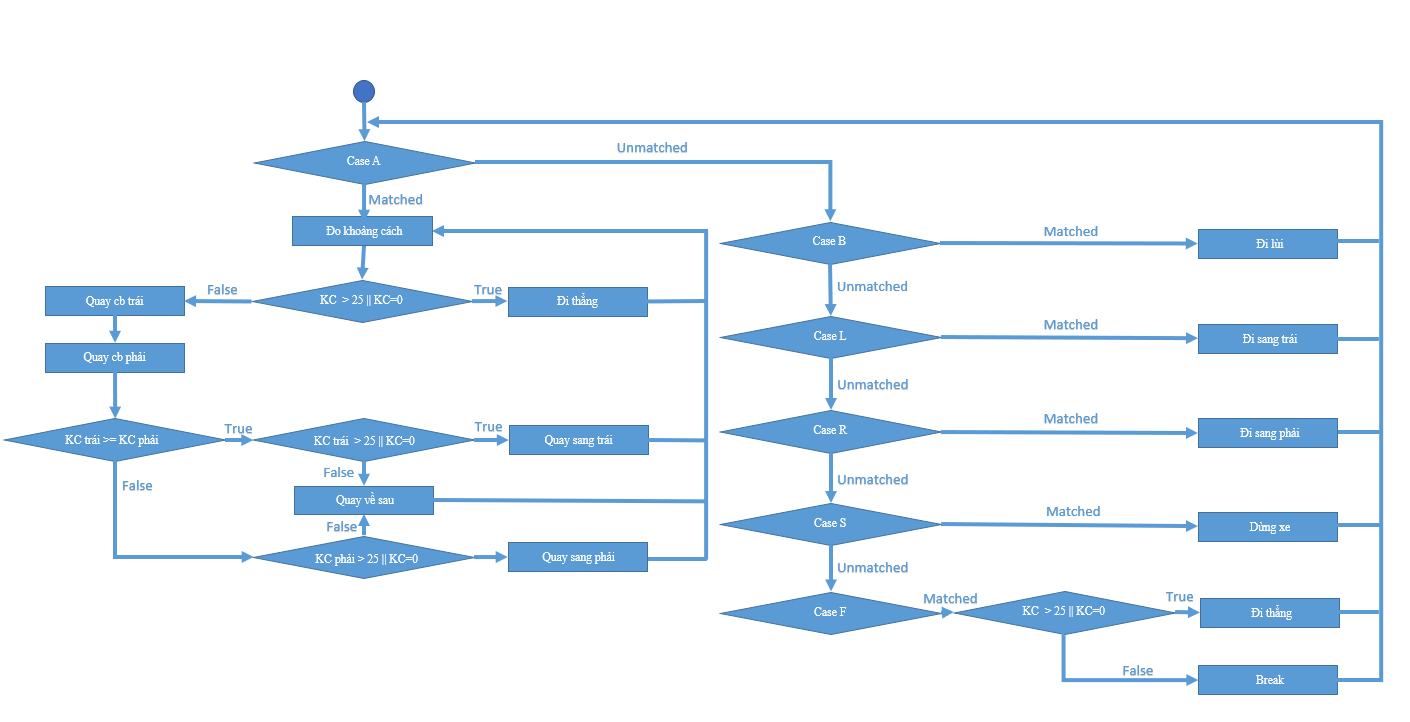 Case A
Unmatched
Matched
Đo khoảng cách
KC > 25 || KC=0
False
True
Quay cb trái
Đi thẳng
Quay cb phải
KC trái >= KC phải
True
False
KC trái > 25 || KC=0
True
False
Quay sang trái
Quay về sau
False
KC phải > 25 || KC=0
Quay sang phải
Case B
Matched
Đi lùi
Unmatched
Case L
Matched
Đi sang trái
Unmatched
Case R
Matched
Đi sang phải
Unmatched
Case S
Matched
Dừng xe
Unmatched
Case F
Matched
KC > 25 || KC=0
True
Đi thẳng
False
Break